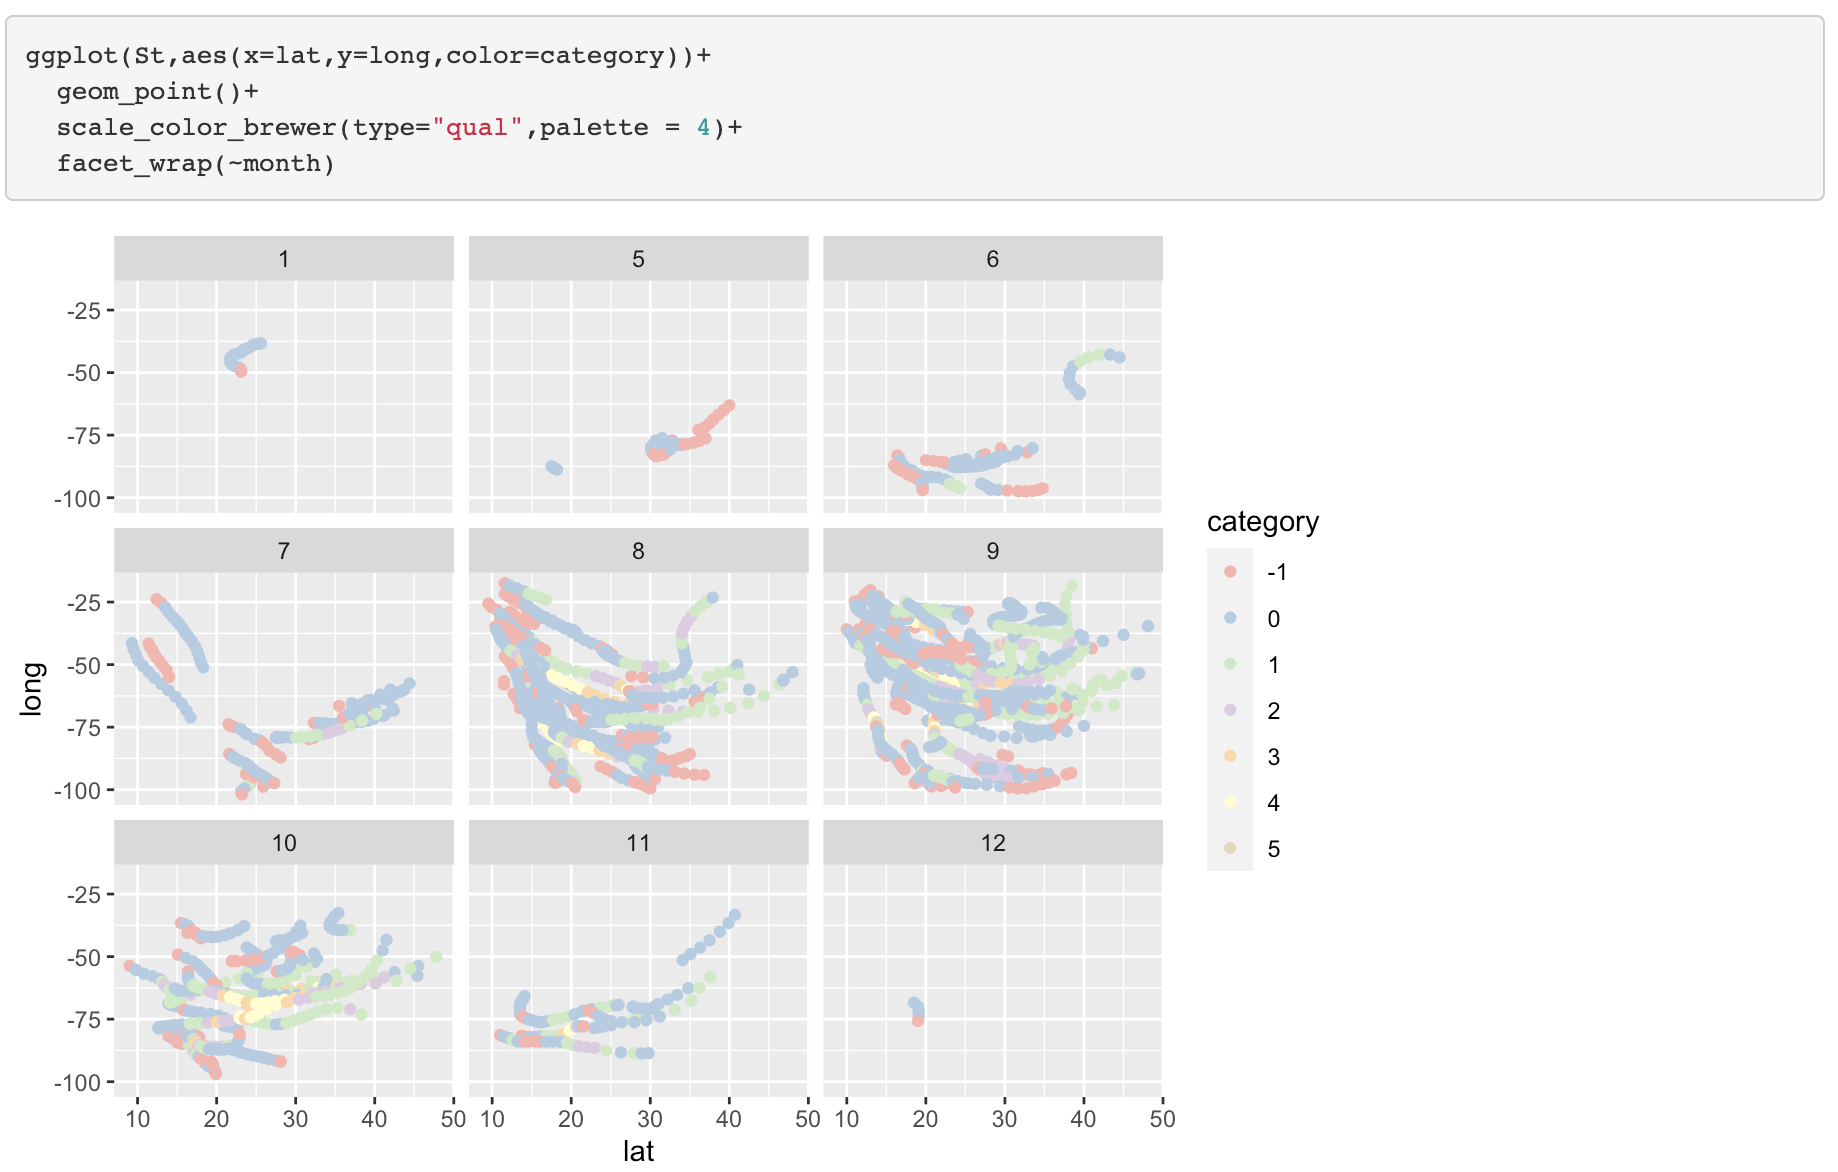 ggplot(St,aes(x=lat,y=long,color=category))+
  geom_point()+
  scale_color_brewer(type="qual",palette = 4)+
  facet_wrap(~month)
1 5 6
-25
-50
-75
-100
7 8 9
-25
-50
-75
-100
long
10 11 12
-25
-50
-75
-100
10 20 30 40 50 10 20 30 40 50 10 20 30 40 50
lat
category
-1
0
1
2
3
4
5